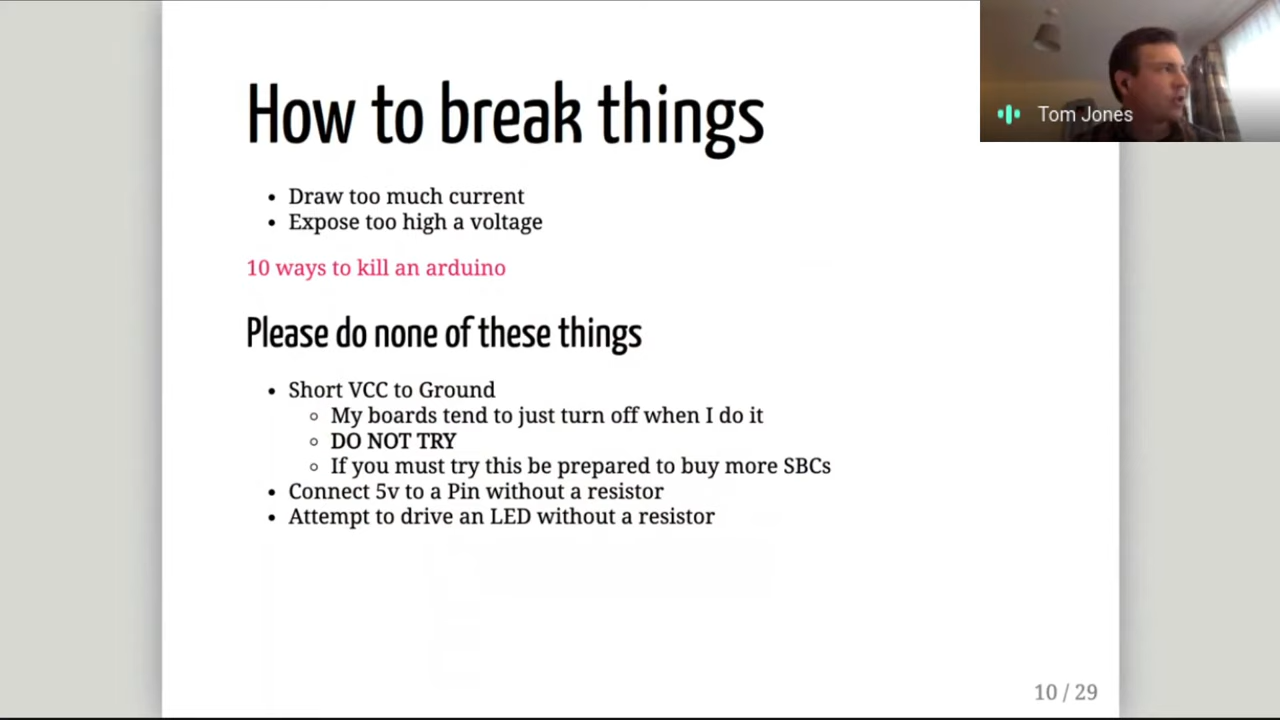 How to break things
Tom Jones
• Draw too much current
• Expose too high a voltage
10 ways to kill an arduino
Please do none of these things
• Short VCC to Ground
◦ My boards tend to just turn off when I do it
◦ DO NOT TRY
◦ If you must try this be prepared to buy more SBCs
• Connect 5v to a Pin without a resistor
• Attempt to drive an LED without a resistor
10 / 29